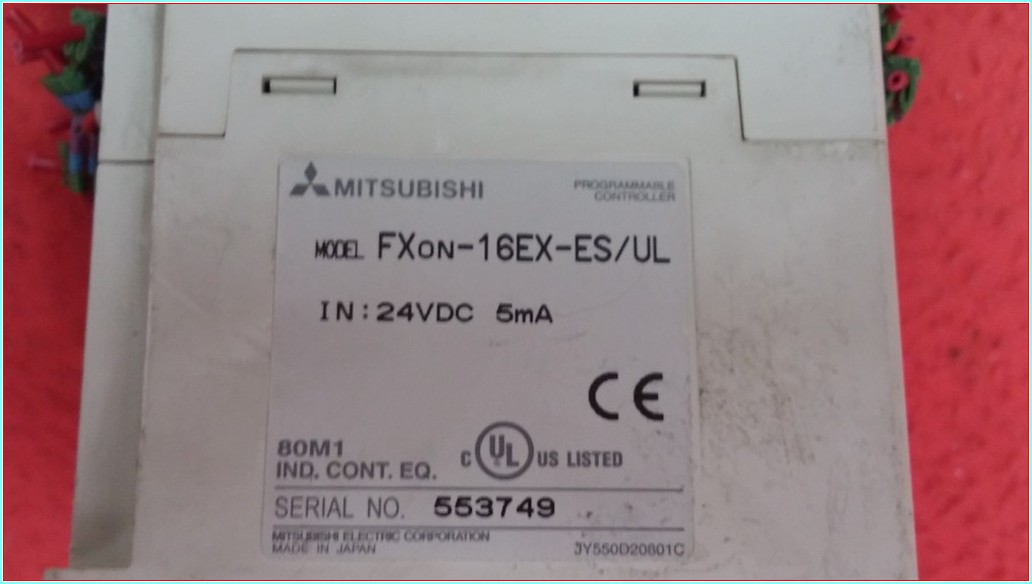 MITSUBISHI
PROGRAMMABLE
CONTROLLER
MODEL FXON-16EX-ES/UL
IN:24VDC 5mA
CE
80M1
IND. CONT. EQ.
C UL US LISTED
SERIAL NO. 553749
MITSUBISHI ELECTRIC CORPORATION
MADE IN JAPAN
JY550D20801C